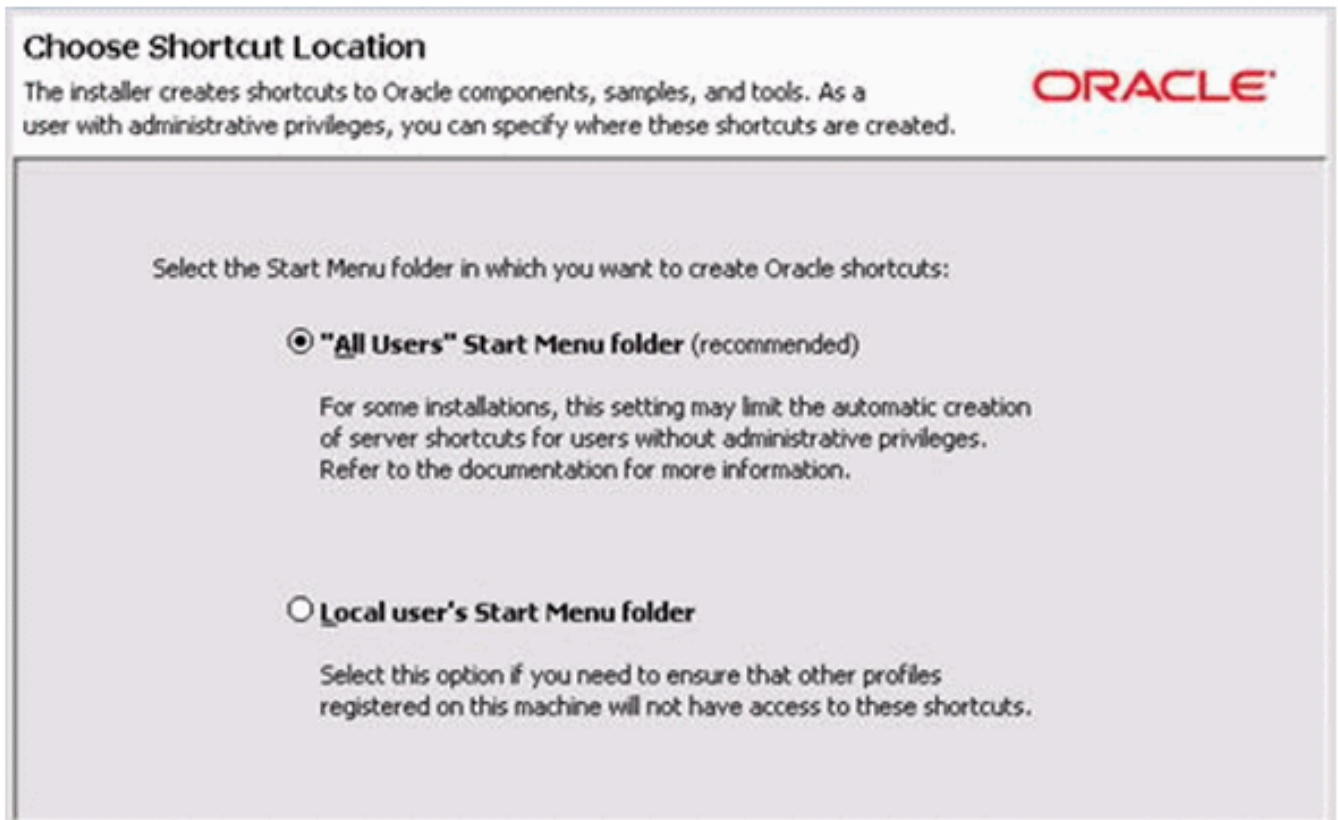 Choose Shortcut Location
The installer creates shortcuts to Oracle components, samples, and tools. As a
user with administrative privileges, you can specify where these shortcuts are created.
ORACLE
Select the Start Menu folder in which you want to create Oracle shortcuts:
"All Users" Start Menu folder (recommended)
For some installations, this setting may limit the automatic creation
of server shortcuts for users without administrative privileges.
Refer to the documentation for more information.
Local user's Start Menu folder
Select this option if you need to ensure that other profiles
registered on this machine will not have access to these shortcuts.